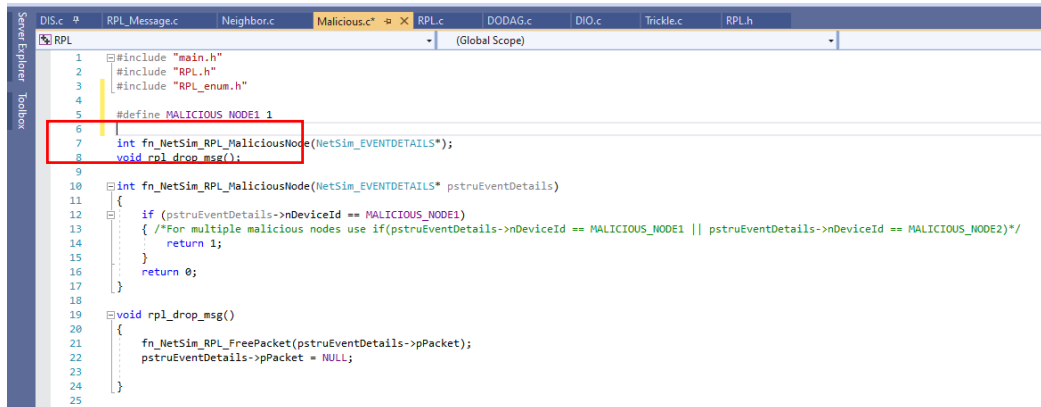 Server Explorer
Toolbox
DIS.c
RPL_Message.c
Neighbor.c
Malicious.c*
RPL.c
DODAG.c
DIO.c
Trickle.c
RPL.h
RPL
(Global Scope)
1 #include "main.h"
2 #include "RPL.h"
3 #include "RPL_enum.h"
4
5 #define MALICIOUS_NODE1 1
6
7 int fn_NetSim_RPL_MaliciousNode(NetSim_EVENTDETAILS*);
8 void rpl_drop_msg();
9
10 int fn_NetSim_RPL_MaliciousNode(NetSim_EVENTDETAILS* pstruEventDetails)
11 {
12 if (pstruEventDetails->nDeviceId == MALICIOUS_NODE1)
13 { /*For multiple malicious nodes use if(pstruEventDetails->nDeviceId == MALICIOUS_NODE1 || pstruEventDetails->nDeviceId == MALICIOUS_NODE2)*/
14 return 1;
15 }
16 return 0;
17 }
18
19 void rpl_drop_msg()
20 {
21 fn_NetSim_RPL_FreePacket(pstruEventDetails->pPacket);
22 pstruEventDetails->pPacket = NULL;
23
24 }
25